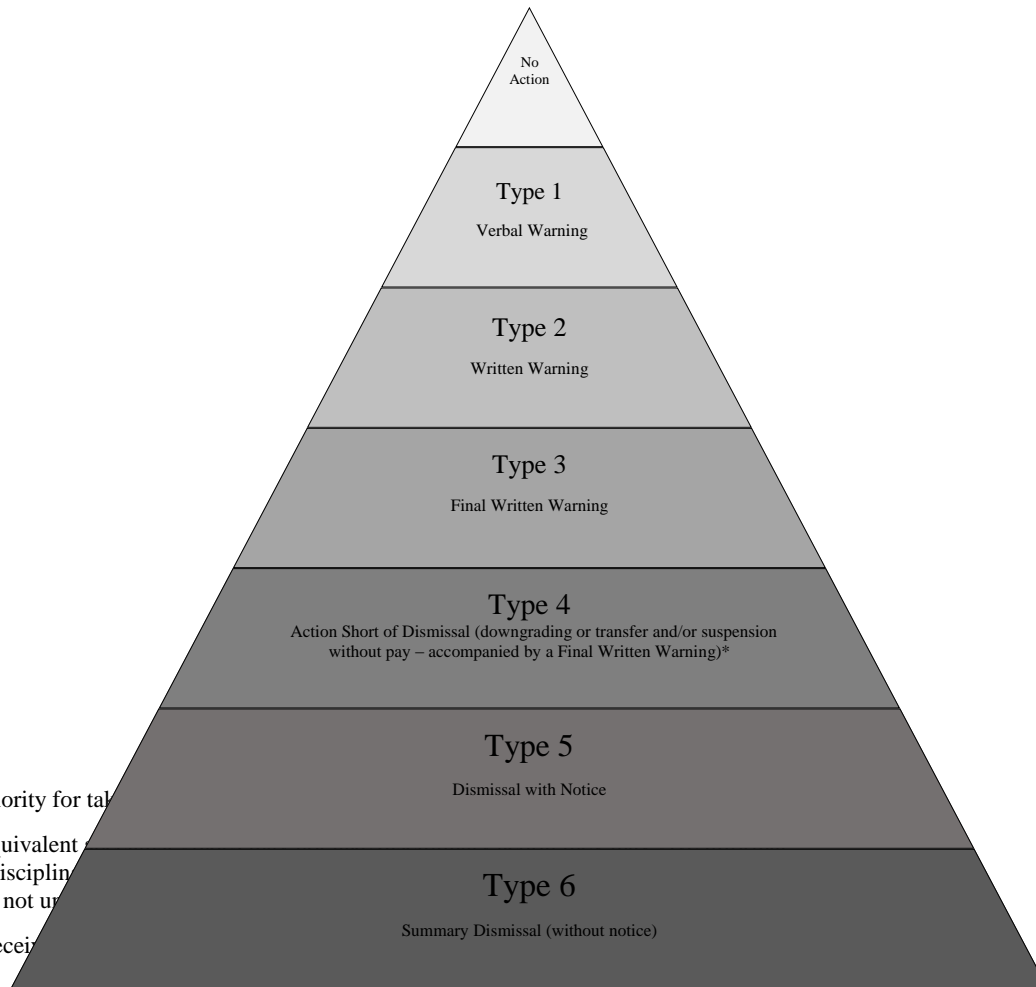 No
Action
Type 1
Verbal Warning
Type 2
Written Warning
Type 3
Final Written Warning
Type 4
Action Short of Dismissal (downgrading or transfer and/or suspension
without pay – accompanied by a Final Written Warning)*
Type 5
Dismissal with Notice
for
Type 6
not
Summary Dismissal (without notice)